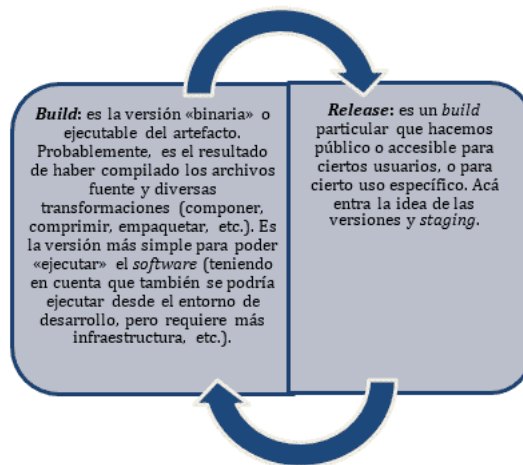 Build: es la versión «binaria» o
ejecutable del artefacto.
Probablemente, es el resultado
de haber compilado los archivos
fuente y diversas
transformaciones (componer,
comprimir, empaquetar, etc.). Es
la versión más simple para poder
«ejecutar» el software (teniendo
en cuenta que también se podría
ejecutar desde el entorno de
desarrollo, pero requiere más
infraestructura, etc.).
Release: es un build
particular que hacemos
público o accesible para
ciertos usuarios, o para
cierto uso específico. Acá
entra la idea de las
versiones y staging.